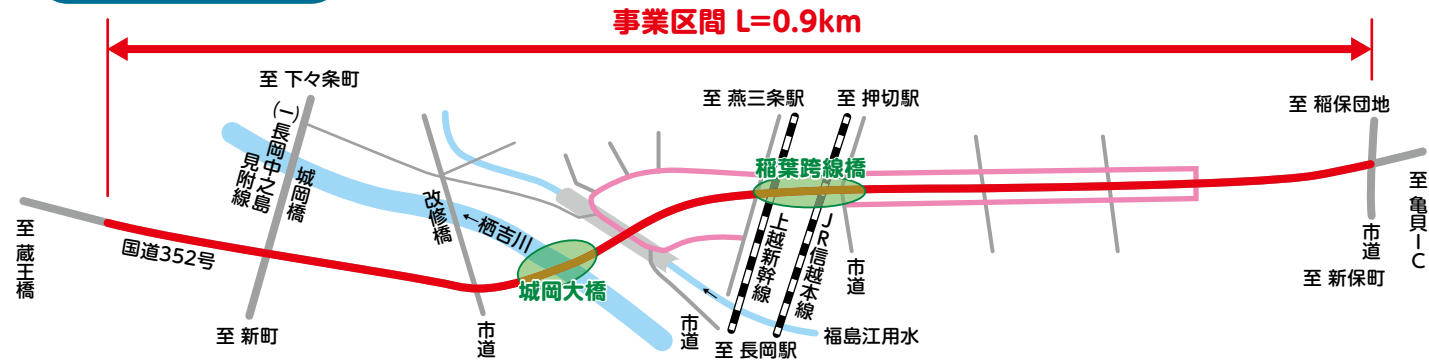 事業区間 L=0.9km
至 下々条町
至 燕三条駅
至 押切駅
至 稲保団地
(一)長岡中之島
見附線
城岡橋
改修橋
←栖吉川
稲葉跨線橋
上越新幹線
JR信越本線
市道
市道
至 亀貝IC
至 蔵王橋
国道352号
城岡大橋
至 新保町
至 新町
市道
市道
←
至 長岡駅
福島江用水